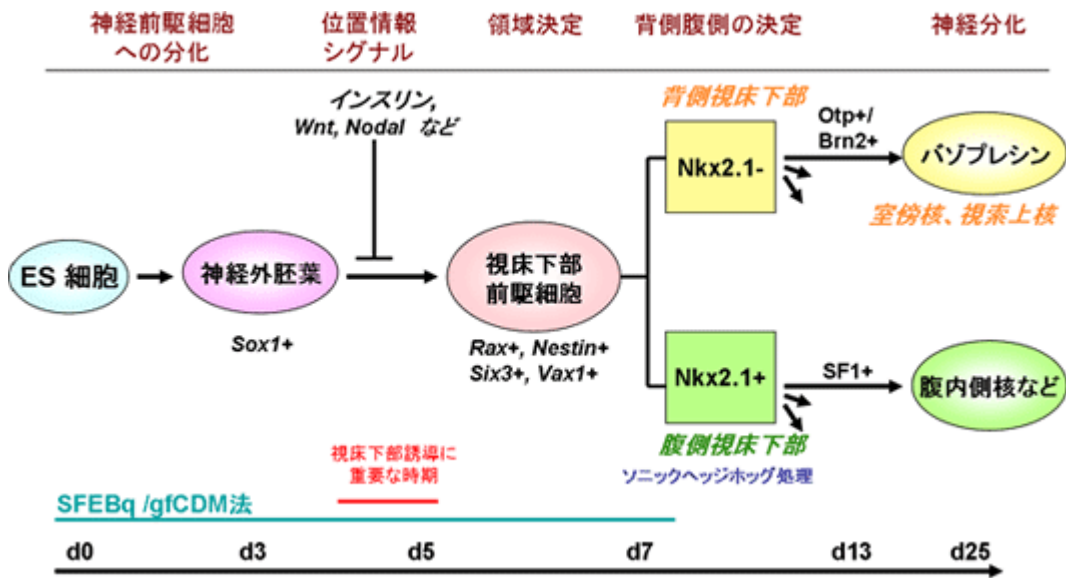 神経前駆細胞
への分化
位置情報
シグナル
領域決定
背側腹側の決定
神経分化
インスリン,
Wnt, Nodal など
背側視床下部
Otp+/
Brn2+
Nkx2.1-
バゾプレシン
室傍核、視索上核
ES 細胞
神経外胚葉
視床下部
前駆細胞
Sox1+
Rax+, Nestin+
Six3+, Vax1+
Nkx2.1+
SF1+
腹内側核など
腹側視床下部
ソニックヘッジホッグ処理
視床下部誘導に
重要な時期
SFEBq /gfCDM法
d0 d3 d5 d7 d13 d25